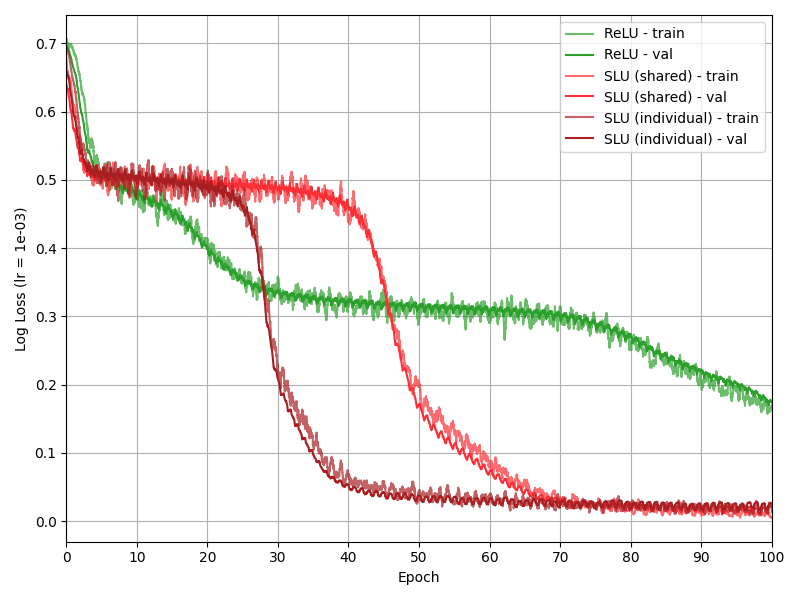 0.7
0.6
0.5
0.4
0.3
0.2
0.1
0.0
Log Loss (lr = 1e-03)
0 10 20 30 40 50 60 70 80 90 100
Epoch
ReLU - train
ReLU - val
SLU (shared) - train
SLU (shared) - val
SLU (individual) - train
SLU (individual) - val